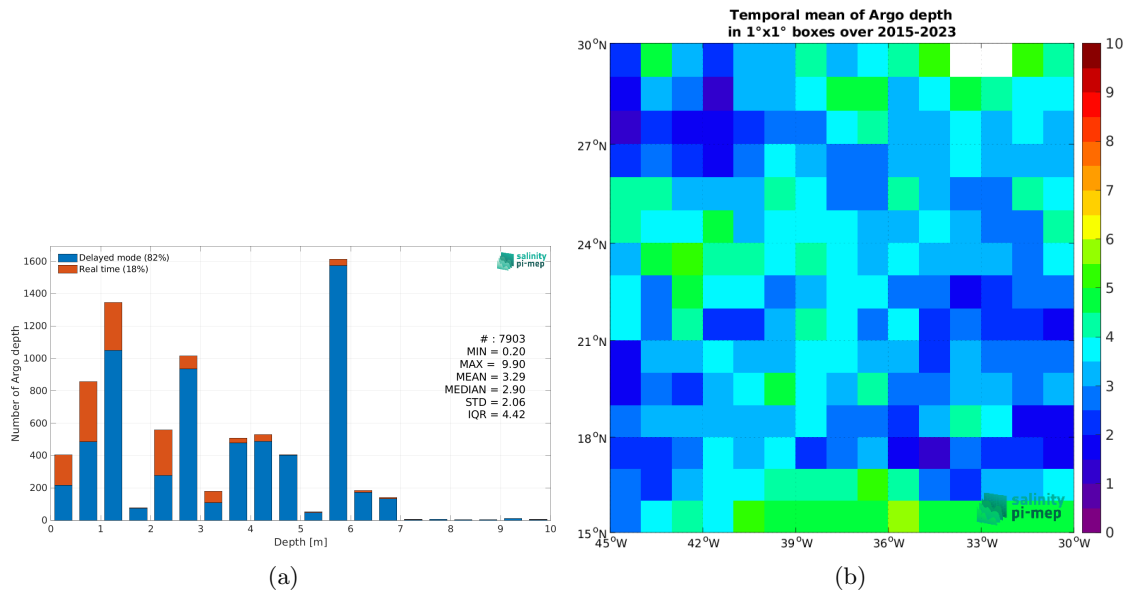 Delayed mode (82%)
Real time (18%)
salinity
pi-mep
1600
1400
1200
1000
800
600
400
200
0
Number of Argo depth
# : 7903
MIN = 0.20
MAX = 9.90
MEAN = 3.29
MEDIAN = 2.90
STD = 2.06
IQR = 4.42
0 1 2 3 4 5 6 7 8 9 10
Depth [m]
(a)
Temporal mean of Argo depth
in 1°x1° boxes over 2015-2023
30°N
27°N
24°N
21°N
18°N
15°N
45°W 42°W 39°W 36°W 33°W 30°W
salinity
pi-mep
10
9
8
7
6
5
4
3
2
1
0
(b)